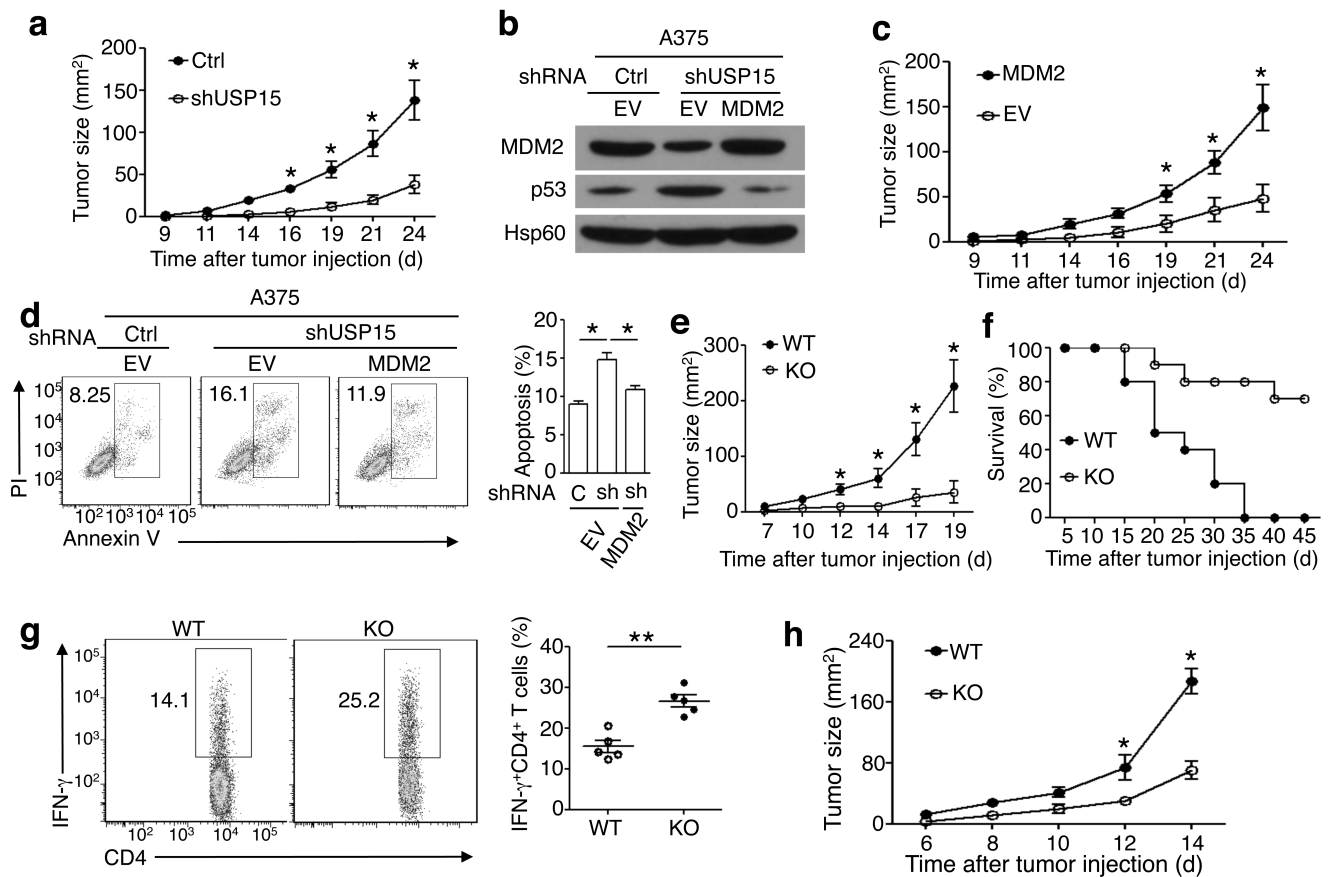 a
Tumor size (mm²)
200
150
100
50
0
Ctrl
shUSP15
*
*
*
*
9 11 14 16 19 21 24
Time after tumor injection (d)
b
A375
shRNA Ctrl shUSP15
EV EV MDM2
MDM2
p53
Hsp60
c
Tumor size (mm²)
200
150
100
50
0
MDM2
EV
*
*
*
9 11 14 16 19 21 24
Time after tumor injection (d)
d
A375
shRNA Ctrl shUSP15
EV EV MDM2
8.25 16.1 11.9
PI
10⁵
10⁴
10³
10²
10² 10³ 10⁴ 10⁵
Annexin V
Apoptosis (%)
20
15
10
5
0
* *
shRNA C sh sh
EV MDM2
e
Tumor size (mm²)
300
200
100
0
WT
KO
*
*
*
*
7 10 12 14 17 19
Time after tumor injection (d)
f
Survival (%)
100
80
60
40
20
0
WT
KO
5 10 15 20 25 30 35 40 45
Time after tumor injection (d)
g
WT KO
IFN-γ
10⁵
10⁴
10³
-10²
14.1 25.2
10² 10³ 10⁴ 10⁵
CD4
IFN-γ⁺CD4⁺ T cells (%)
40
30
20
10
0
**
WT KO
h
Tumor size (mm²)
240
160
80
0
WT
KO
*
*
6 8 10 12 14
Time after tumor injection (d)